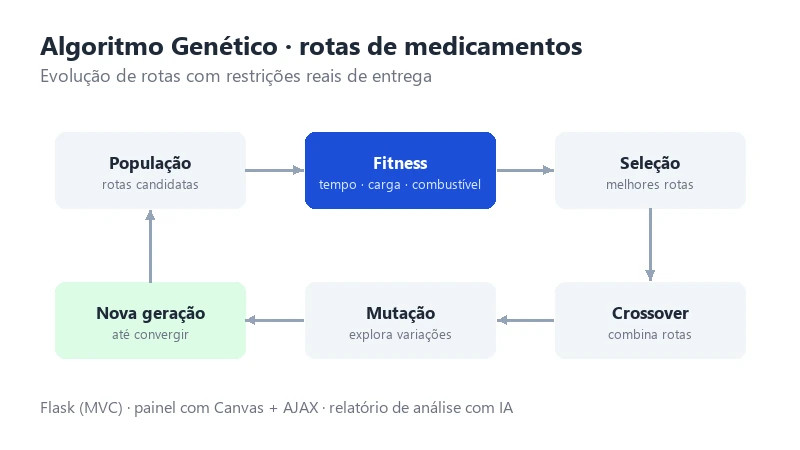 Algoritmo Genético · rotas de medicamentos
Evolução de rotas com restrições reais de entrega
População
rotas candidatas
Fitness
tempo · carga · combustível
Seleção
melhores rotas
Nova geração
até convergir
Mutação
explora variações
Crossover
combina rotas
Flask (MVC) · painel com Canvas + AJAX · relatório de análise com IA